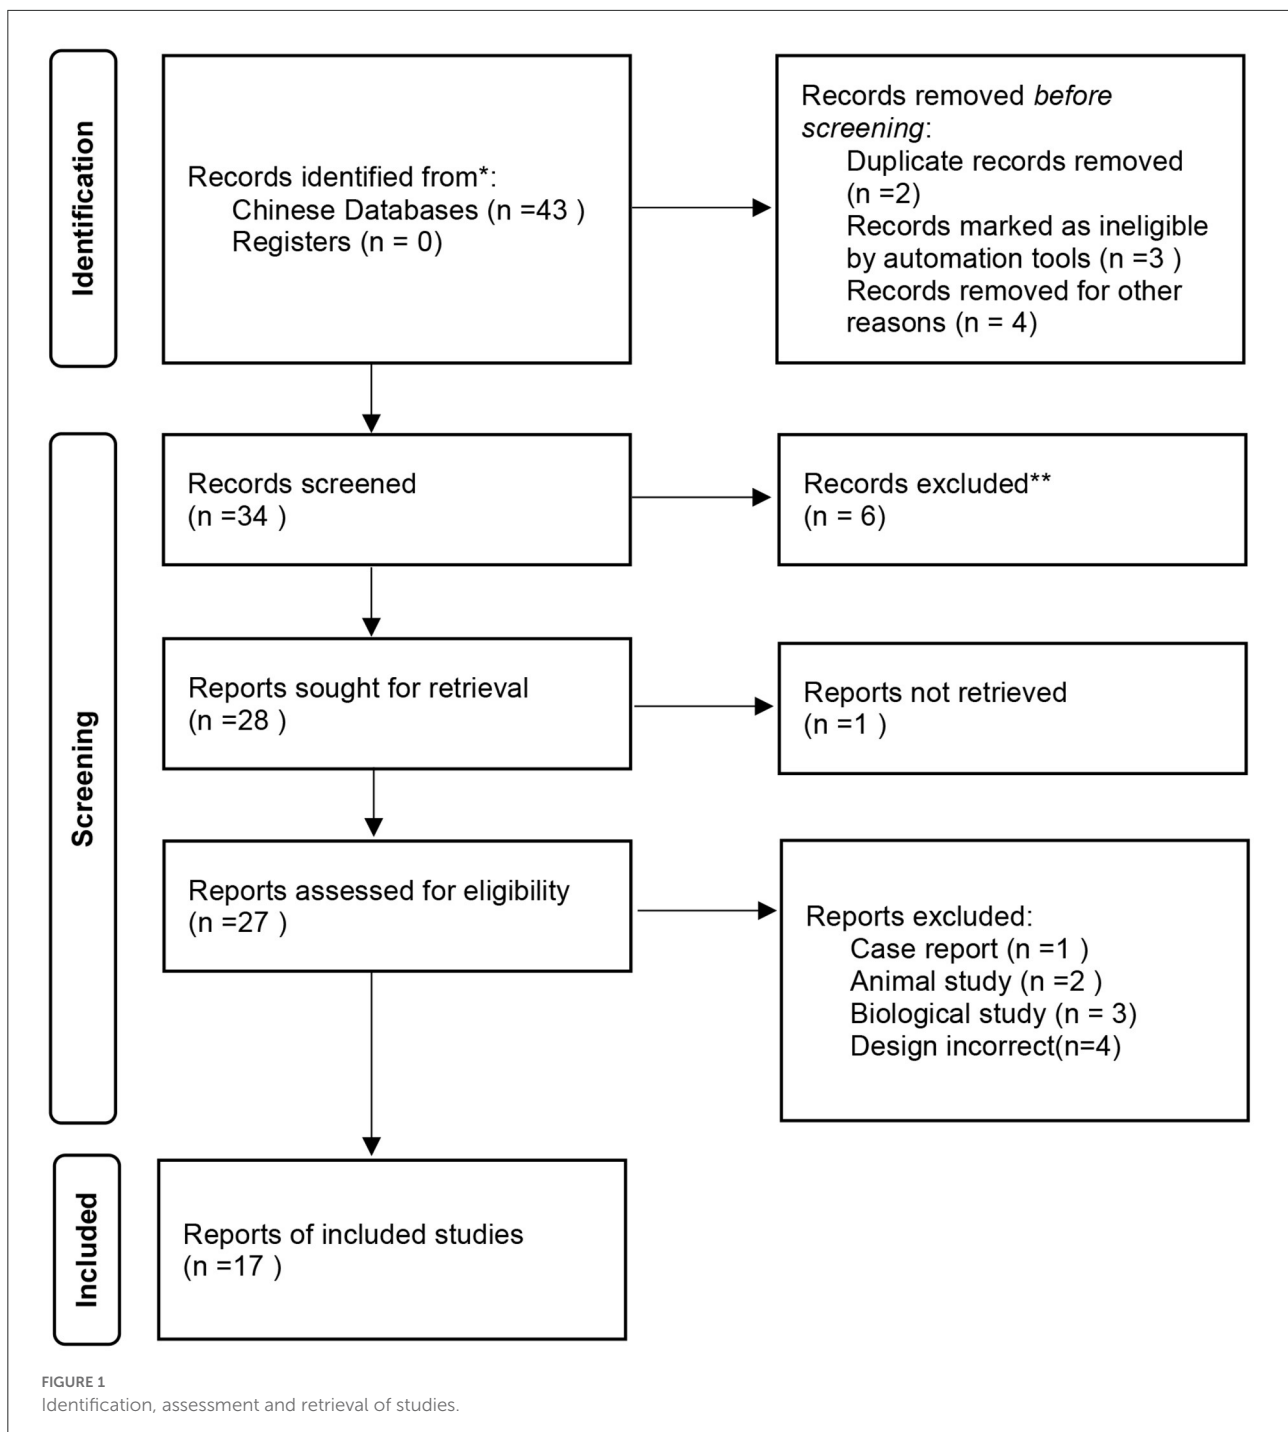 Identification
Records identified from*:
Chinese Databases (n =43 )
Registers (n = 0)
Records removed before
screening:
Duplicate records removed
(n =2)
Records marked as ineligible
by automation tools (n =3 )
Records removed for other
reasons (n = 4)
Screening
Records screened
(n =34 )
Records excluded**
(n = 6)
Reports sought for retrieval
(n =28 )
Reports not retrieved
(n =1 )
Reports assessed for eligibility
(n =27 )
Reports excluded:
Case report (n =1 )
Animal study (n =2 )
Biological study (n = 3)
Design incorrect(n=4)
Included
Reports of included studies
(n =17 )
FIGURE 1
Identification, assessment and retrieval of studies.